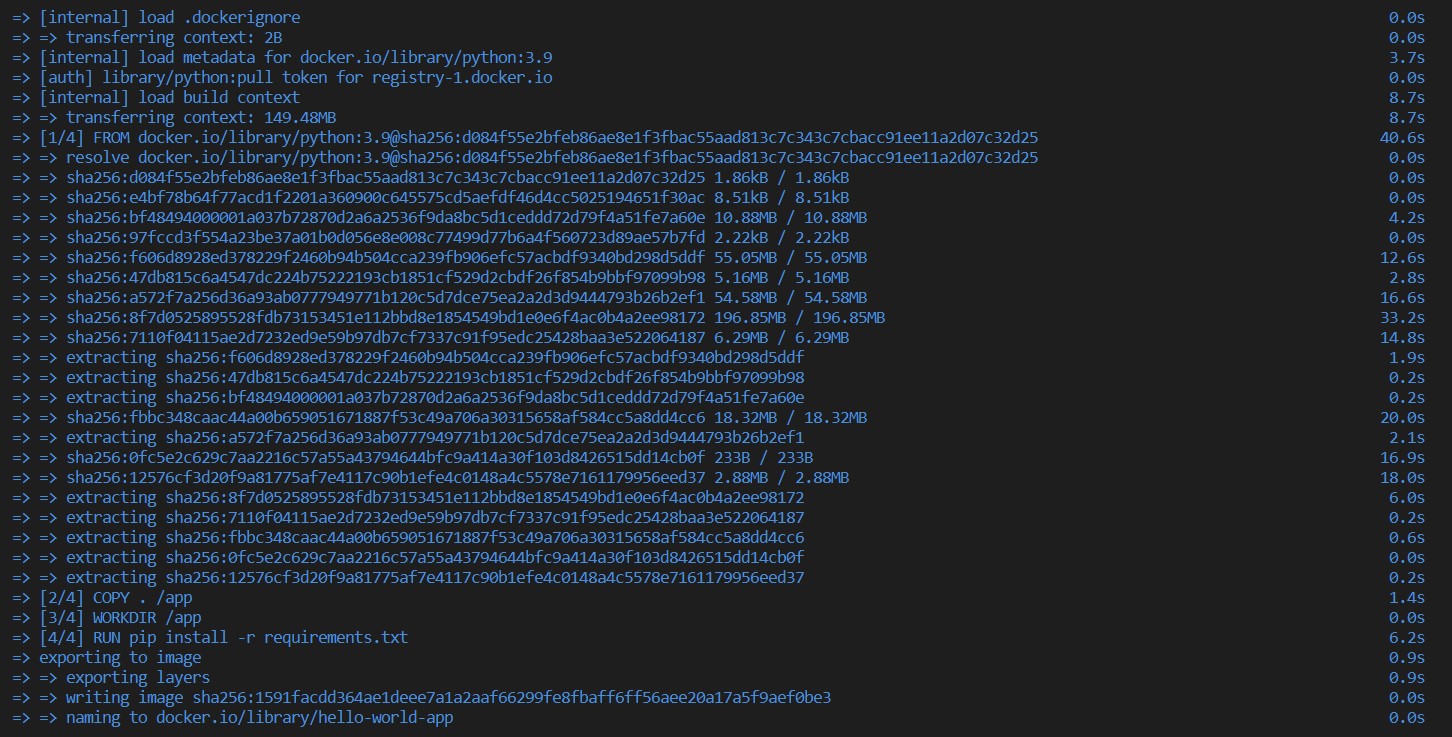 => [internal] load .dockerignore 0.0s
=> => transferring context: 2B 0.0s
=> [internal] load metadata for docker.io/library/python:3.9 3.7s
=> [auth] library/python:pull token for registry-1.docker.io 0.0s
=> [internal] load build context 8.7s
=> => transferring context: 149.48MB 8.7s
=> [1/4] FROM docker.io/library/python:3.9@sha256:d084f55e2bfeb86ae8e1f3fbac55aad813c7c343c7cbacc91ee11a2d07c32d25 40.6s
=> => resolve docker.io/library/python:3.9@sha256:d084f55e2bfeb86ae8e1f3fbac55aad813c7c343c7cbacc91ee11a2d07c32d25 0.0s
=> => sha256:d084f55e2bfeb86ae8e1f3fbac55aad813c7c343c7cbacc91ee11a2d07c32d25 1.86kB / 1.86kB 0.0s
=> => sha256:e4bf78b64f77acd1f2201a360900c645575cd5aefdf46d4cc5025194651f30ac 8.51kB / 8.51kB 0.0s
=> => sha256:bf48494000001a037b72870d2a6a2536f9da8bc5d1ceddd72d79f4a51fe7a60e 10.88MB / 10.88MB 4.2s
=> => sha256:97fccd3f554a23be37a01b0d056e8e008c77499d77b6a4f560723d89ae57b7fd 2.22kB / 2.22kB 0.0s
=> => sha256:f606d8928ed378229f2460b94b504cca239fb906efc57acbdf9340bd298d5ddf 55.05MB / 55.05MB 12.6s
=> => sha256:47db815c6a4547dc224b75222193cb1851cf529d2cbdf26f854b9bbf97099b98 5.16MB / 5.16MB 2.8s
=> => sha256:a572f7a256d36a93ab0777949771b120c5d7dce75ea2a2d3d9444793b26b2ef1 54.58MB / 54.58MB 16.6s
=> => sha256:8f7d0525895528fdb73153451e112bbd8e1854549bd1e0e6f4ac0b4a2ee98172 196.85MB / 196.85MB 33.2s
=> => sha256:7110f04115ae2d7232ed9e59b97db7cf7337c91f95edc25428baa3e522064187 6.29MB / 6.29MB 14.8s
=> => extracting sha256:f606d8928ed378229f2460b94b504cca239fb906efc57acbdf9340bd298d5ddf 1.9s
=> => extracting sha256:47db815c6a4547dc224b75222193cb1851cf529d2cbdf26f854b9bbf97099b98 0.2s
=> => extracting sha256:bf48494000001a037b72870d2a6a2536f9da8bc5d1ceddd72d79f4a51fe7a60e 0.2s
=> => sha256:fbbc348caac44a00b659051671887f53c49a706a30315658af584cc5a8dd4cc6 18.32MB / 18.32MB 20.0s
=> => extracting sha256:a572f7a256d36a93ab0777949771b120c5d7dce75ea2a2d3d9444793b26b2ef1 2.1s
=> => sha256:0fc5e2c629c7aa2216c57a55a43794644bfc9a414a30f103d8426515dd14cb0f 233B / 233B 16.9s
=> => sha256:12576cf3d20f9a81775af7e4117c90b1efe4c0148a4c5578e7161179956eed37 2.88MB / 2.88MB 18.0s
=> => extracting sha256:8f7d0525895528fdb73153451e112bbd8e1854549bd1e0e6f4ac0b4a2ee98172 6.0s
=> => extracting sha256:7110f04115ae2d7232ed9e59b97db7cf7337c91f95edc25428baa3e522064187 0.2s
=> => extracting sha256:fbbc348caac44a00b659051671887f53c49a706a30315658af584cc5a8dd4cc6 0.6s
=> => extracting sha256:0fc5e2c629c7aa2216c57a55a43794644bfc9a414a30f103d8426515dd14cb0f 0.0s
=> => extracting sha256:12576cf3d20f9a81775af7e4117c90b1efe4c0148a4c5578e7161179956eed37 0.2s
=> [2/4] COPY . /app 1.4s
=> [3/4] WORKDIR /app 0.0s
=> [4/4] RUN pip install -r requirements.txt 6.2s
=> exporting to image 0.9s
=> => exporting layers 0.9s
=> => writing image sha256:1591facdd364ae1deee7a1a2aaf66299fe8fbaff6ff56aee20a17a5f9aef0be3 0.0s
=> => naming to docker.io/library/hello-world-app 0.0s